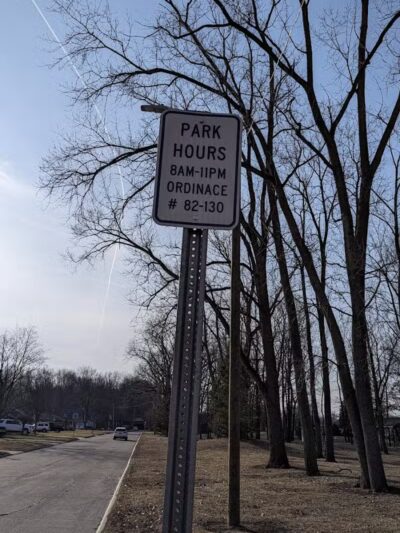 PARK
HOURS
8AM-11PM
ORDINACE
# 82-130